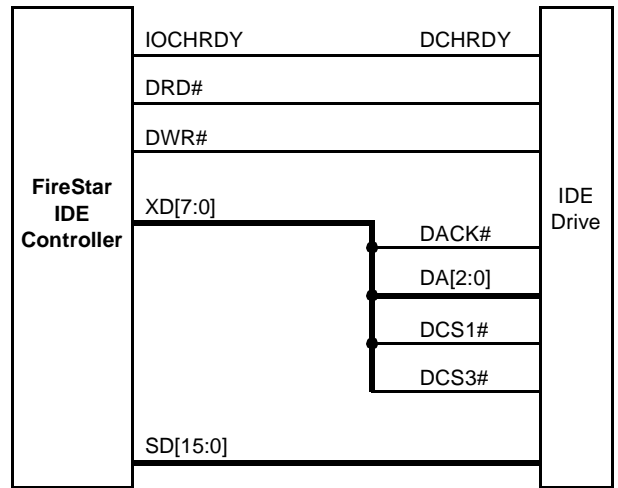 IOCHRDY DCHRDY
DRD#
DWR#
FireStar
IDE
Controller
XD[7:0]
IDE
Drive
DACK#
DA[2:0]
DCS1#
DCS3#
SD[15:0]